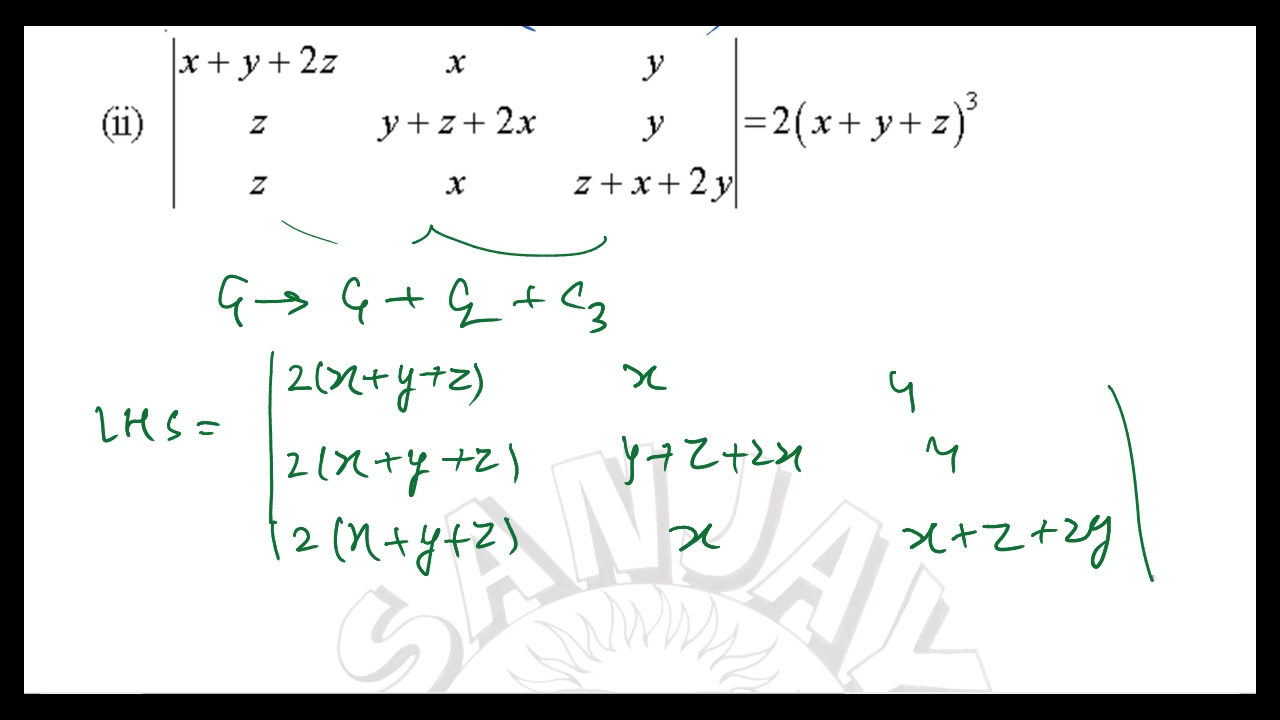 (ii) |x + y + 2z x y|
|z y + z + 2x y| = 2(x + y + z)³
|z x z + x + 2y|
C₁ → C₁ + C₂ + C₃
LHS = |2(x+y+z) x y|
|2(x+y+z) y+z+2x y|
|2(x+y+z) x x+z+2y|
SANJAY